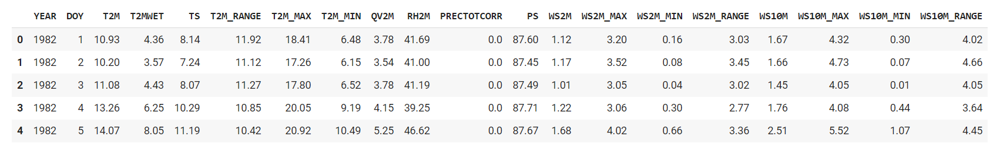 YEAR DOY T2M T2MWET TS T2M_RANGE T2M_MAX T2M_MIN QV2M RH2M PRECTOTCORR PS WS2M WS2M_MAX WS2M_MIN WS2M_RANGE WS10M WS10M_MAX WS10M_MIN WS10M_RANGE
0 1982 1 10.93 4.36 8.14 11.92 18.41 6.48 3.78 41.69 0.0 87.60 1.12 3.20 0.16 3.03 1.67 4.32 0.30 4.02
1 1982 2 10.20 3.57 7.24 11.12 17.26 6.15 3.54 41.00 0.0 87.45 1.17 3.52 0.08 3.45 1.66 4.73 0.07 4.66
2 1982 3 11.08 4.43 8.07 11.27 17.80 6.52 3.78 41.19 0.0 87.49 1.01 3.05 0.04 3.02 1.45 4.05 0.01 4.05
3 1982 4 13.26 6.25 10.29 10.85 20.05 9.19 4.15 39.25 0.0 87.71 1.22 3.06 0.30 2.77 1.76 4.08 0.44 3.64
4 1982 5 14.07 8.05 11.19 10.42 20.92 10.49 5.25 46.62 0.0 87.67 1.68 4.02 0.66 3.36 2.51 5.52 1.07 4.45